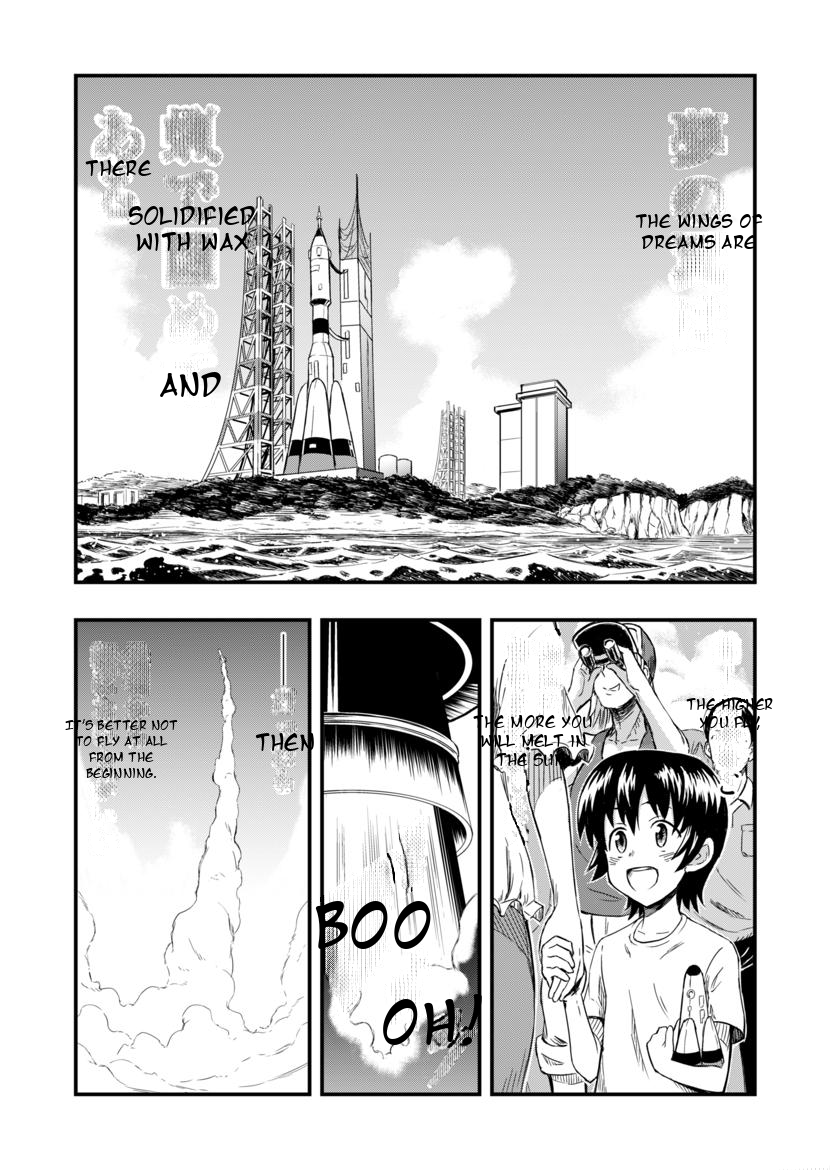 THE WINGS OF
DREAMS ARE
SOLIDIFIED
WITH WAX
THERE
AND
THE HIGHER
YOU FLY,
THE MORE YOU
WILL MELT IN
THE SUN
BOO
OH!
THEN
IT'S BETTER NOT
TO FLY AT ALL
FROM THE
BEGINNING.